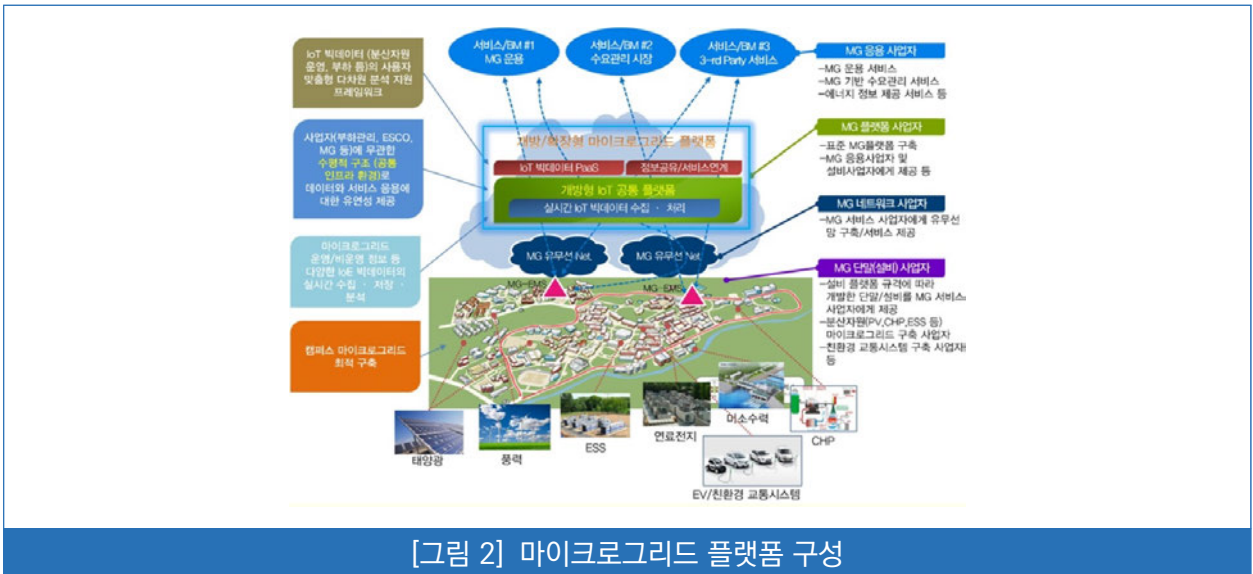 IoT 빅데이터 (분산자원
운영, 부하 등)의 사용자
맞춤형 다차원 분석 지원
프레임워크
서비스/BM #1
MG 운용
서비스/BM #2
수요관리 시장
서비스/BM #3
3-rd Party 서비스
MG 응용 사업자
-MG 운용 서비스
-MG 기반 수요관리 서비스
-에너지 정보 제공 서비스 등
사업자(부하관리, ESCO,
MG 등)에 무관한
수평적 구조 (공통
인프라 환경)로
데이터와 서비스 응용에
대한 유연성 제공
개방/확장형 마이크로그리드 플랫폼
IoT 빅데이터 PaaS
정보공유/서비스연계
개방형 IoT 공통 플랫폼
실시간 IoT 빅데이터 수집 · 처리
MG 플랫폼 사업자
-표준 MG플랫폼 구축
-MG 응용사업자 및
설비사업자에게 제공 등
MG 네트워크 사업자
-MG 서비스 사업자에게 유무선
망 구축/서비스 제공
마이크로그리드
운영/비운영 정보 등
다양한 IoE 빅데이터의
실시간 수집 · 저장 ·
분석
MG 유무선 Net.
MG 유무선 Net.
MG-EMS
MG-EMS
MG 단말(설비) 사업자
-설비 플랫폼 규격에 따라
개발한 단말/설비를 MG 서비스
사업자에게 제공
-분산자원(PV,CHP,ESS 등)
마이크로그리드 구축 사업자
-친환경 교통시스템 구축 사업자
등
캠퍼스 마이크로그리드
최적 구축
태양광
풍력
ESS
연료전지
미소수력
CHP
EV/친환경 교통시스템
[그림 2] 마이크로그리드 플랫폼 구성